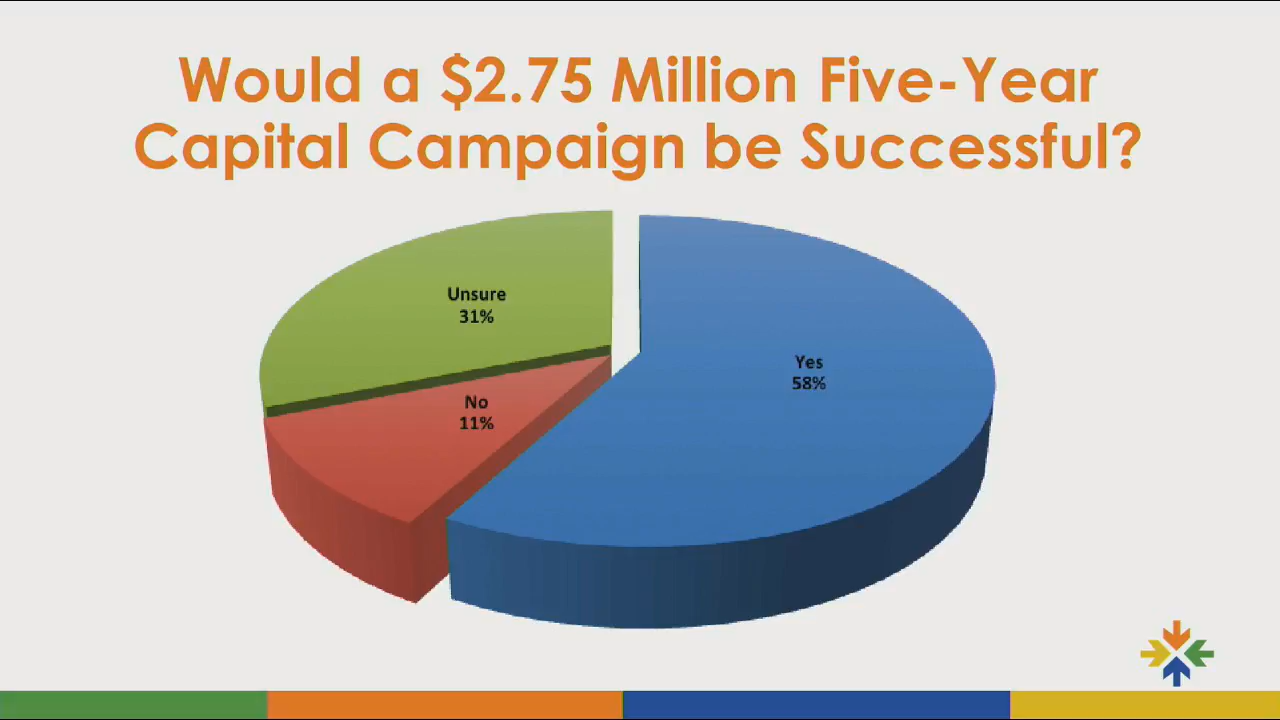 Would a $2.75 Million Five-Year
Capital Campaign be Successful?
Unsure
31%
Yes
58%
No
11%